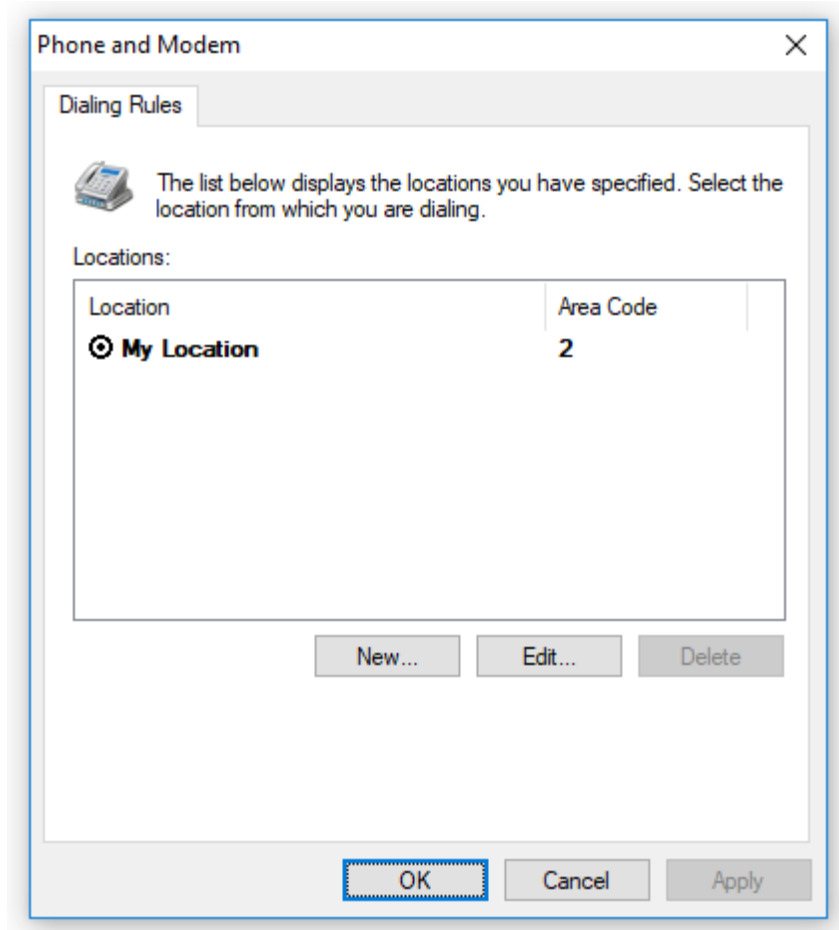 Phone and Modem
Dialing Rules
The list below displays the locations you have specified. Select the
location from which you are dialing.
Locations:
Location Area Code
My Location 2
New... Edit... Delete
OK Cancel Apply